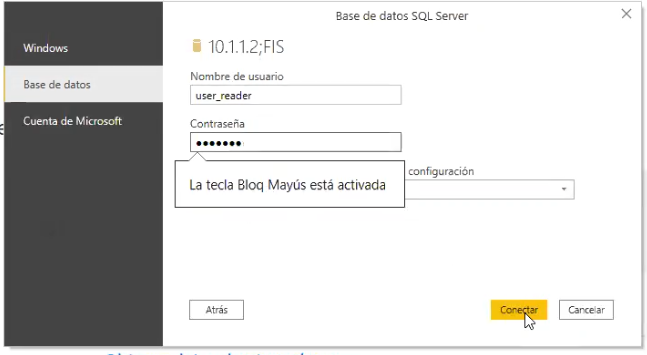 Base de datos SQL Server
Windows
Base de datos
Cuenta de Microsoft
10.1.1.2;FIS
Nombre de usuario
user_reader
Contraseña
●●●●●●●
La tecla Bloq Mayús está activada
configuración
Atrás
Conectar
Cancelar